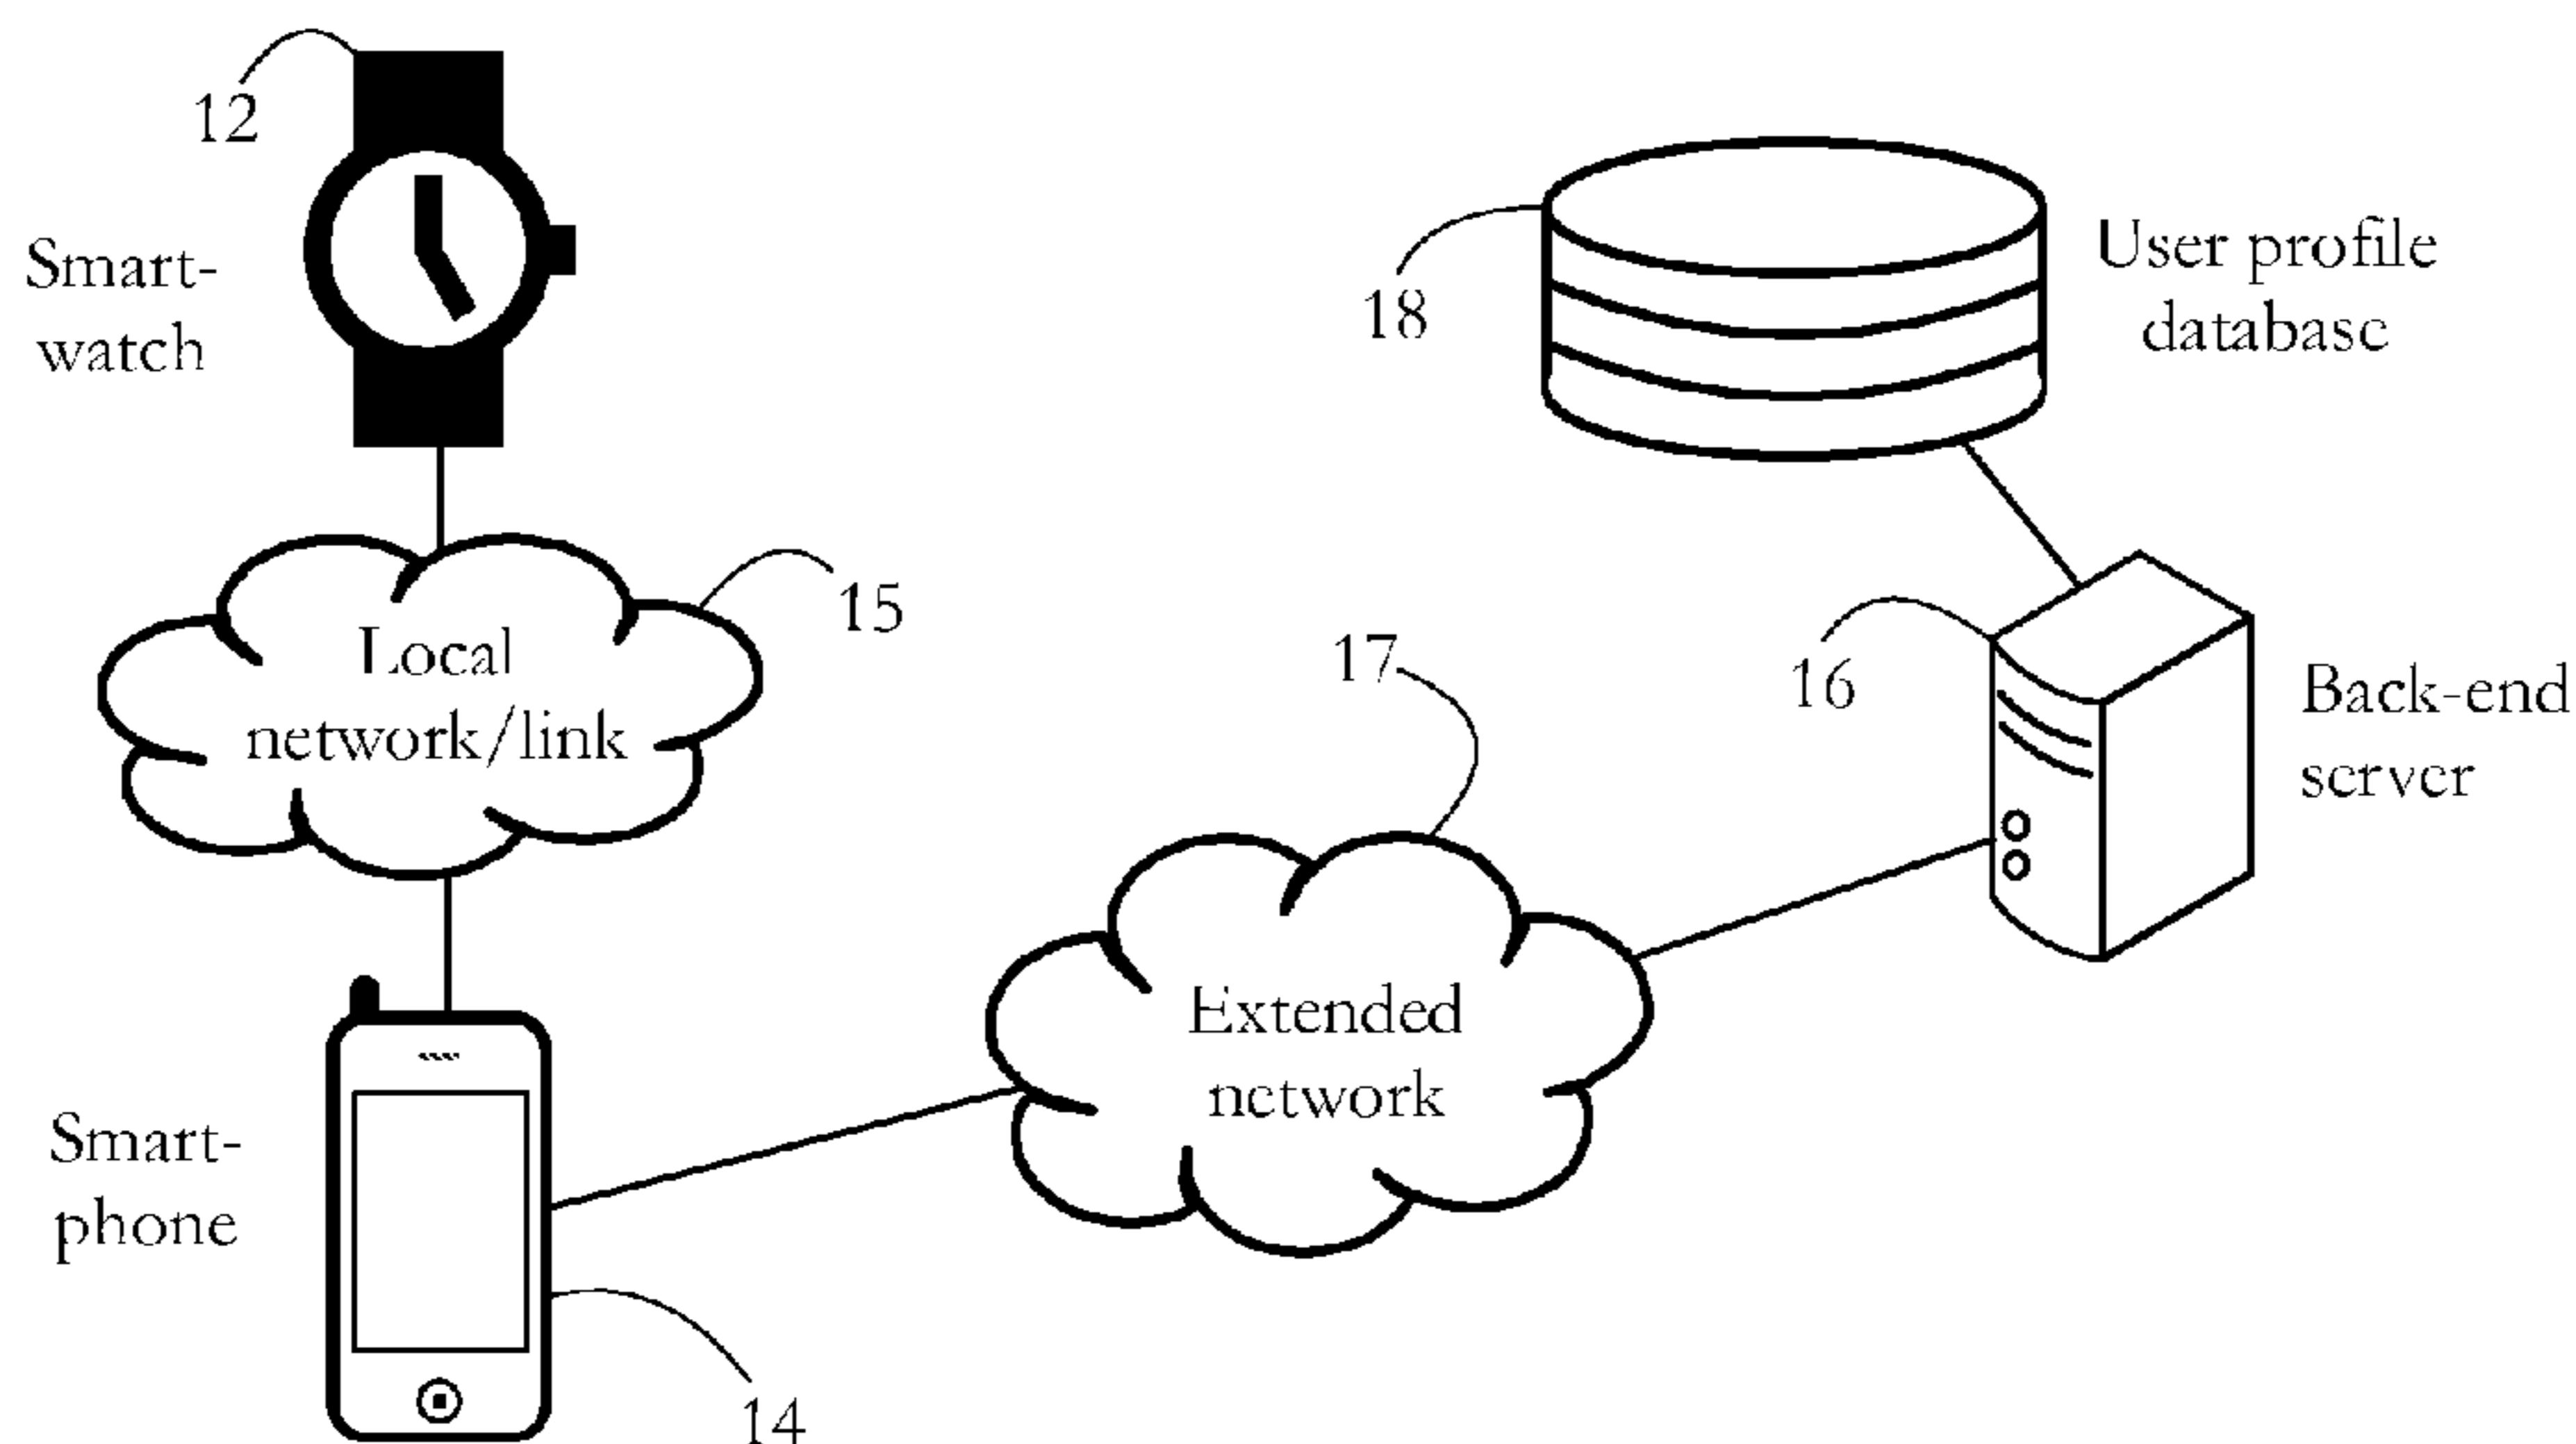 12
Smart-
watch
18
User profile
database
15
Local
network/link
17
16
Back-end
server
Extended
network
Smart-
phone
14